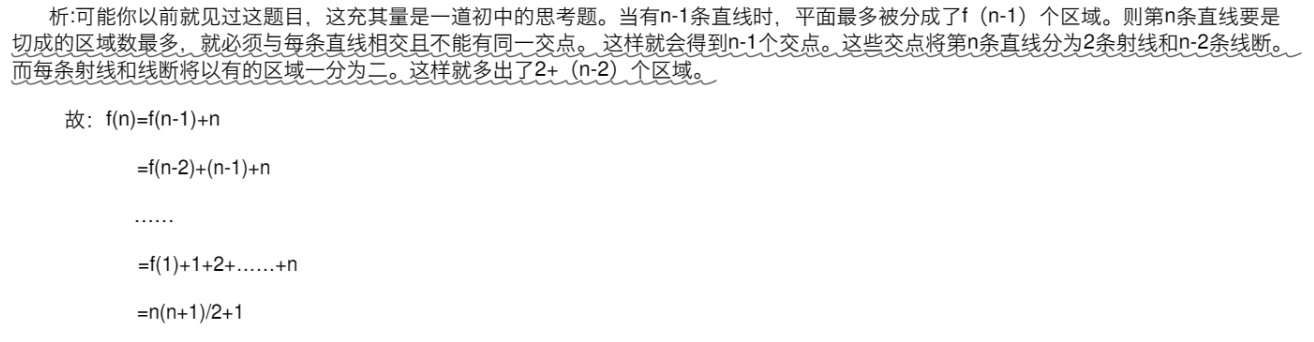 析:可能你以前就见过这题目，这充其量是一道初中的思考题。当有n-1条直线时，平面最多被分成了f（n-1）个区域。则第n条直线要是
切成的区域数最多，就必须与每条直线相交且不能有同一交点。 这样就会得到n-1个交点。这些交点将第n条直线分为2条射线和n-2条线断。
而每条射线和线断将以有的区域一分为二。这样就多出了2+（n-2）个区域。
故：f(n)=f(n-1)+n
=f(n-2)+(n-1)+n
……
=f(1)+1+2+……+n
=n(n+1)/2+1